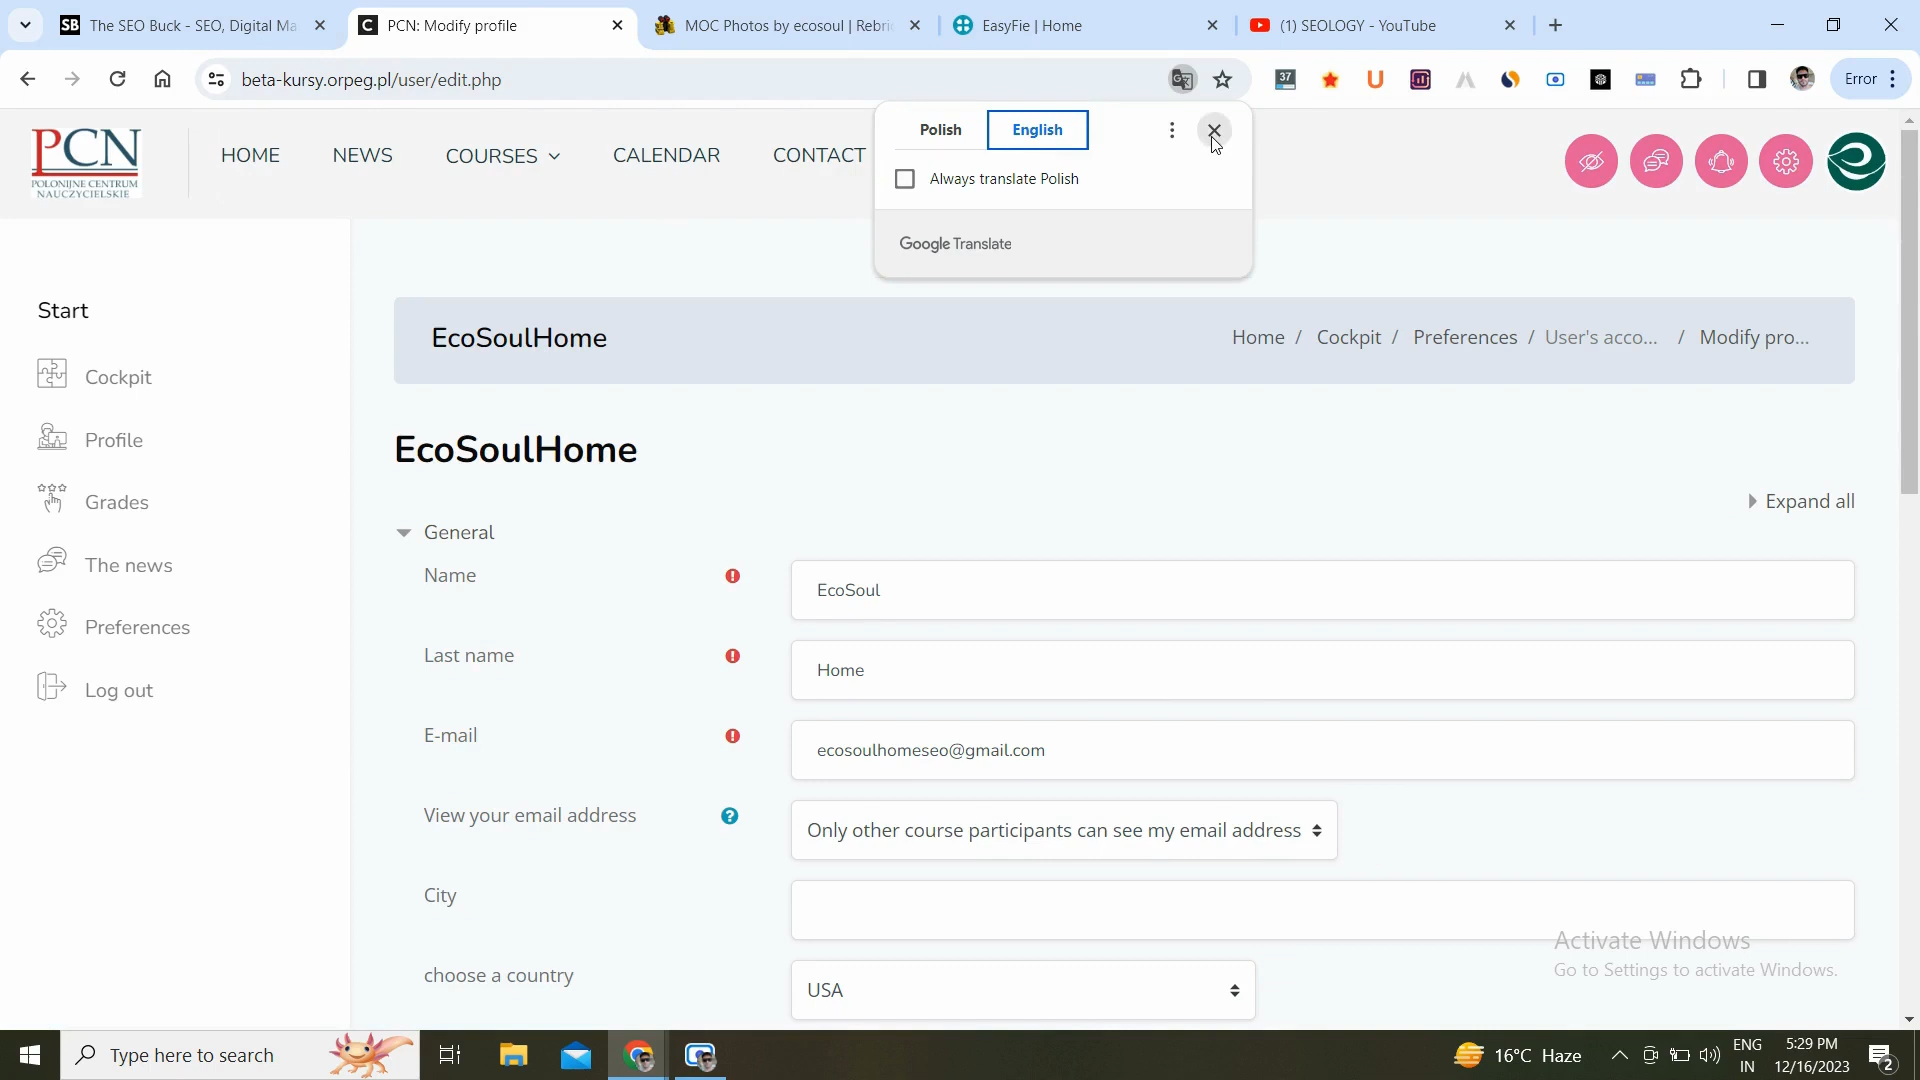 SB The SEO Buck - SEO, Digital Ma
C PCN: Modify profile
MOC Photos by ecosoul | Rebri
EasyFie | Home
(1) SEOLOGY - YouTube
beta-kursy.orpeg.pl/user/edit.php
37
Error
Polish
English
Always translate Polish
Google Translate
PCN
POLONIJNE CENTRUM
NAUCZYCIELSKIE
HOME
NEWS
COURSES
CALENDAR
CONTACT
Start
Cockpit
Profile
Grades
The news
Preferences
Log out
EcoSoulHome
Home / Cockpit / Preferences / User's acco... / Modify pro...
EcoSoulHome
Expand all
General
Name
EcoSoul
Last name
Home
E-mail
ecosoulhomeseo@gmail.com
View your email address
Only other course participants can see my email address
City
choose a country
USA
Activate Windows
Go to Settings to activate Windows.
Type here to search
16°C Haze
ENG
IN
5:29 PM
12/16/2023
2